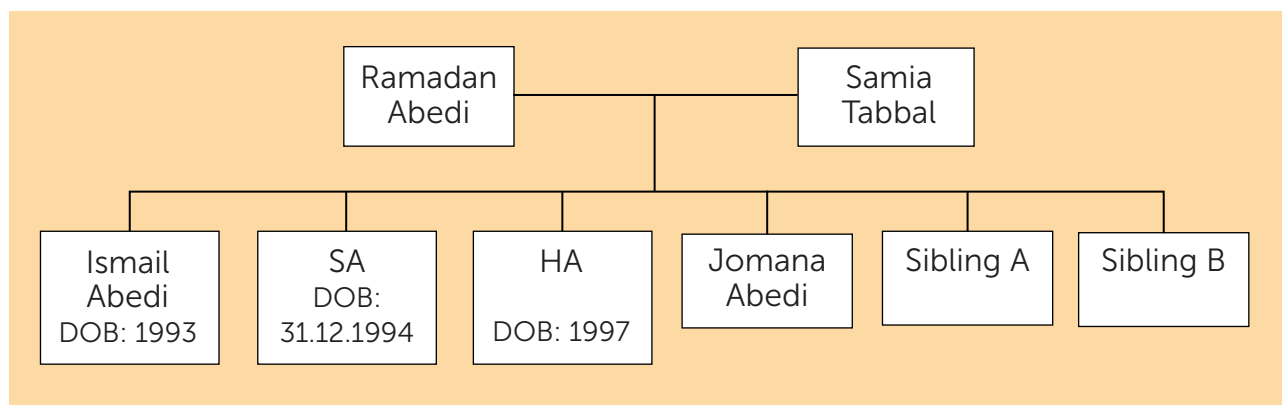 Ramadan
Abedi
Samia
Tabbal
Ismail
Abedi
DOB: 1993
SA
DOB:
31.12.1994
HA
DOB: 1997
Jomana
Abedi
Sibling A
Sibling B